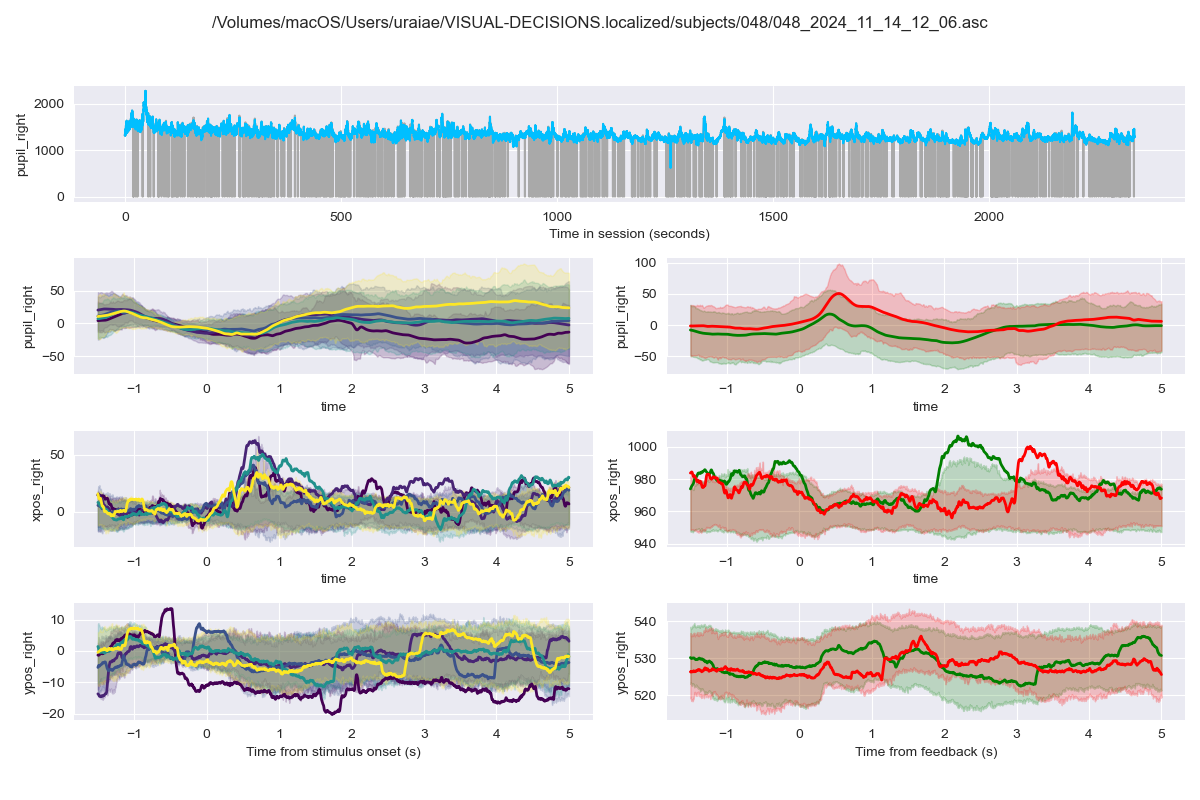 /Volumes/macOS/Users/uraiae/VISUAL-DECISIONS.localized/subjects/048/048_2024_11_14_12_06.asc
pupil_right
2000
1000
0
0 500 1000 1500 2000
Time in session (seconds)
pupil_right
50
0
−50
−1 0 1 2 3 4 5
time
pupil_right
100
50
0
−50
−1 0 1 2 3 4 5
time
xpos_right
50
0
−1 0 1 2 3 4 5
time
xpos_right
1000
980
960
940
−1 0 1 2 3 4 5
time
ypos_right
10
0
−10
−20
−1 0 1 2 3 4 5
Time from stimulus onset (s)
ypos_right
540
530
520
−1 0 1 2 3 4 5
Time from feedback (s)